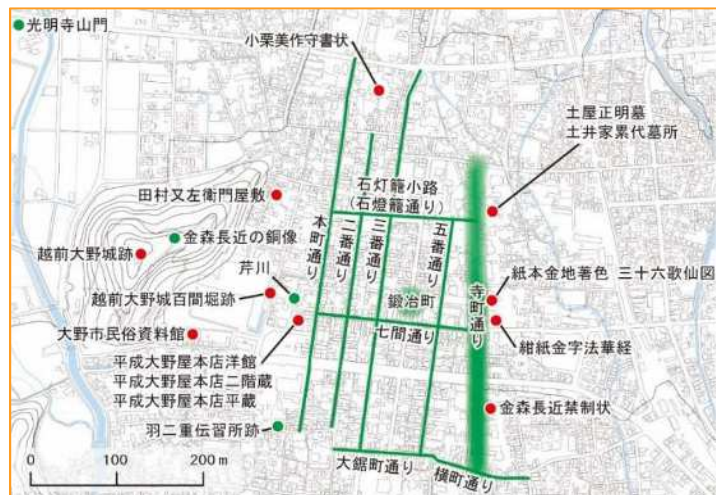 光明寺山門
小栗美作守書状
土屋正明墓
土井家累代墓所
田村又左衛門屋敷
石灯籠小路
(石燈籠通り)
金森長近の銅像
越前大野城跡
本町通り
二番通り
三番通り
五番通り
寺町通り
芹川
越前大野城百間堀跡
鍛冶町
紙本金地著色 三十六歌仙図
大野市民俗資料館
七間通り
紺紙金字法華経
平成大野屋本店洋館
平成大野屋本店二階蔵
平成大野屋本店平蔵
金森長近禁制状
羽二重伝習所跡
大鋸町通り
横町通り
0 100 200 m